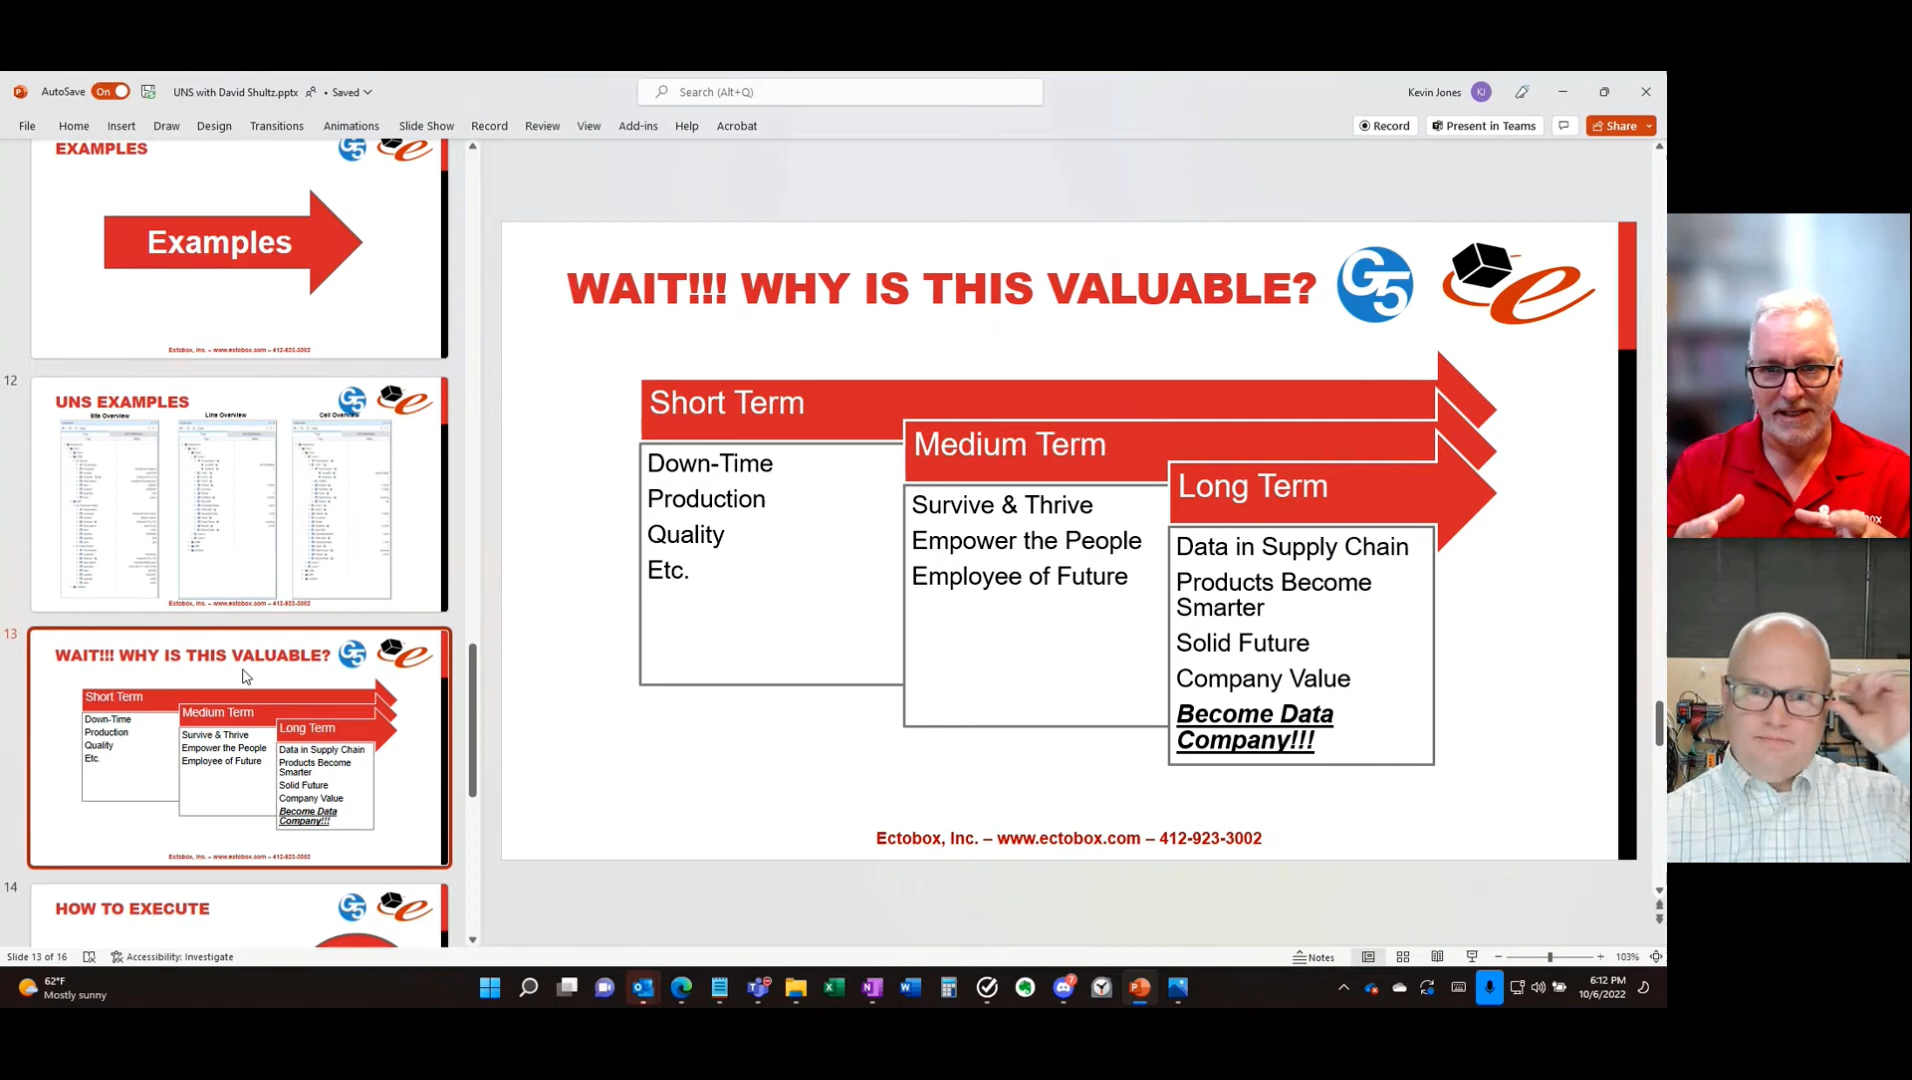 AutoSave On UNS with David Shultz.pptx • Saved Search (Alt+Q) Kevin Jones KJ
File Home Insert Draw Design Transitions Animations Slide Show Record Review View Add-ins Help Acrobat Record Present in Teams Share
EXAMPLES
Examples
Ectobox, Inc. – www.ectobox.com – 412-923-3002
12
UNS EXAMPLES
G5 e
Site Overview Line Overview Cell Overview
Ectobox, Inc. – www.ectobox.com – 412-923-3002
13
WAIT!!! WHY IS THIS VALUABLE?
G5 e
Short Term
Down-Time
Production
Quality
Etc.
Medium Term
Survive & Thrive
Empower the People
Employee of Future
Long Term
Data in Supply Chain
Products Become
Smarter
Solid Future
Company Value
Become Data
Company!!!
Ectobox, Inc. – www.ectobox.com – 412-923-3002
14
HOW TO EXECUTE
G5 e
WAIT!!! WHY IS THIS VALUABLE?
G5 e
Short Term
Down-Time
Production
Quality
Etc.
Medium Term
Survive & Thrive
Empower the People
Employee of Future
Long Term
Data in Supply Chain
Products Become
Smarter
Solid Future
Company Value
Become Data
Company!!!
Ectobox, Inc. – www.ectobox.com – 412-923-3002
Slide 13 of 16 Accessibility: Investigate Notes 103%
62°F
Mostly sunny
6:12 PM
10/6/2022